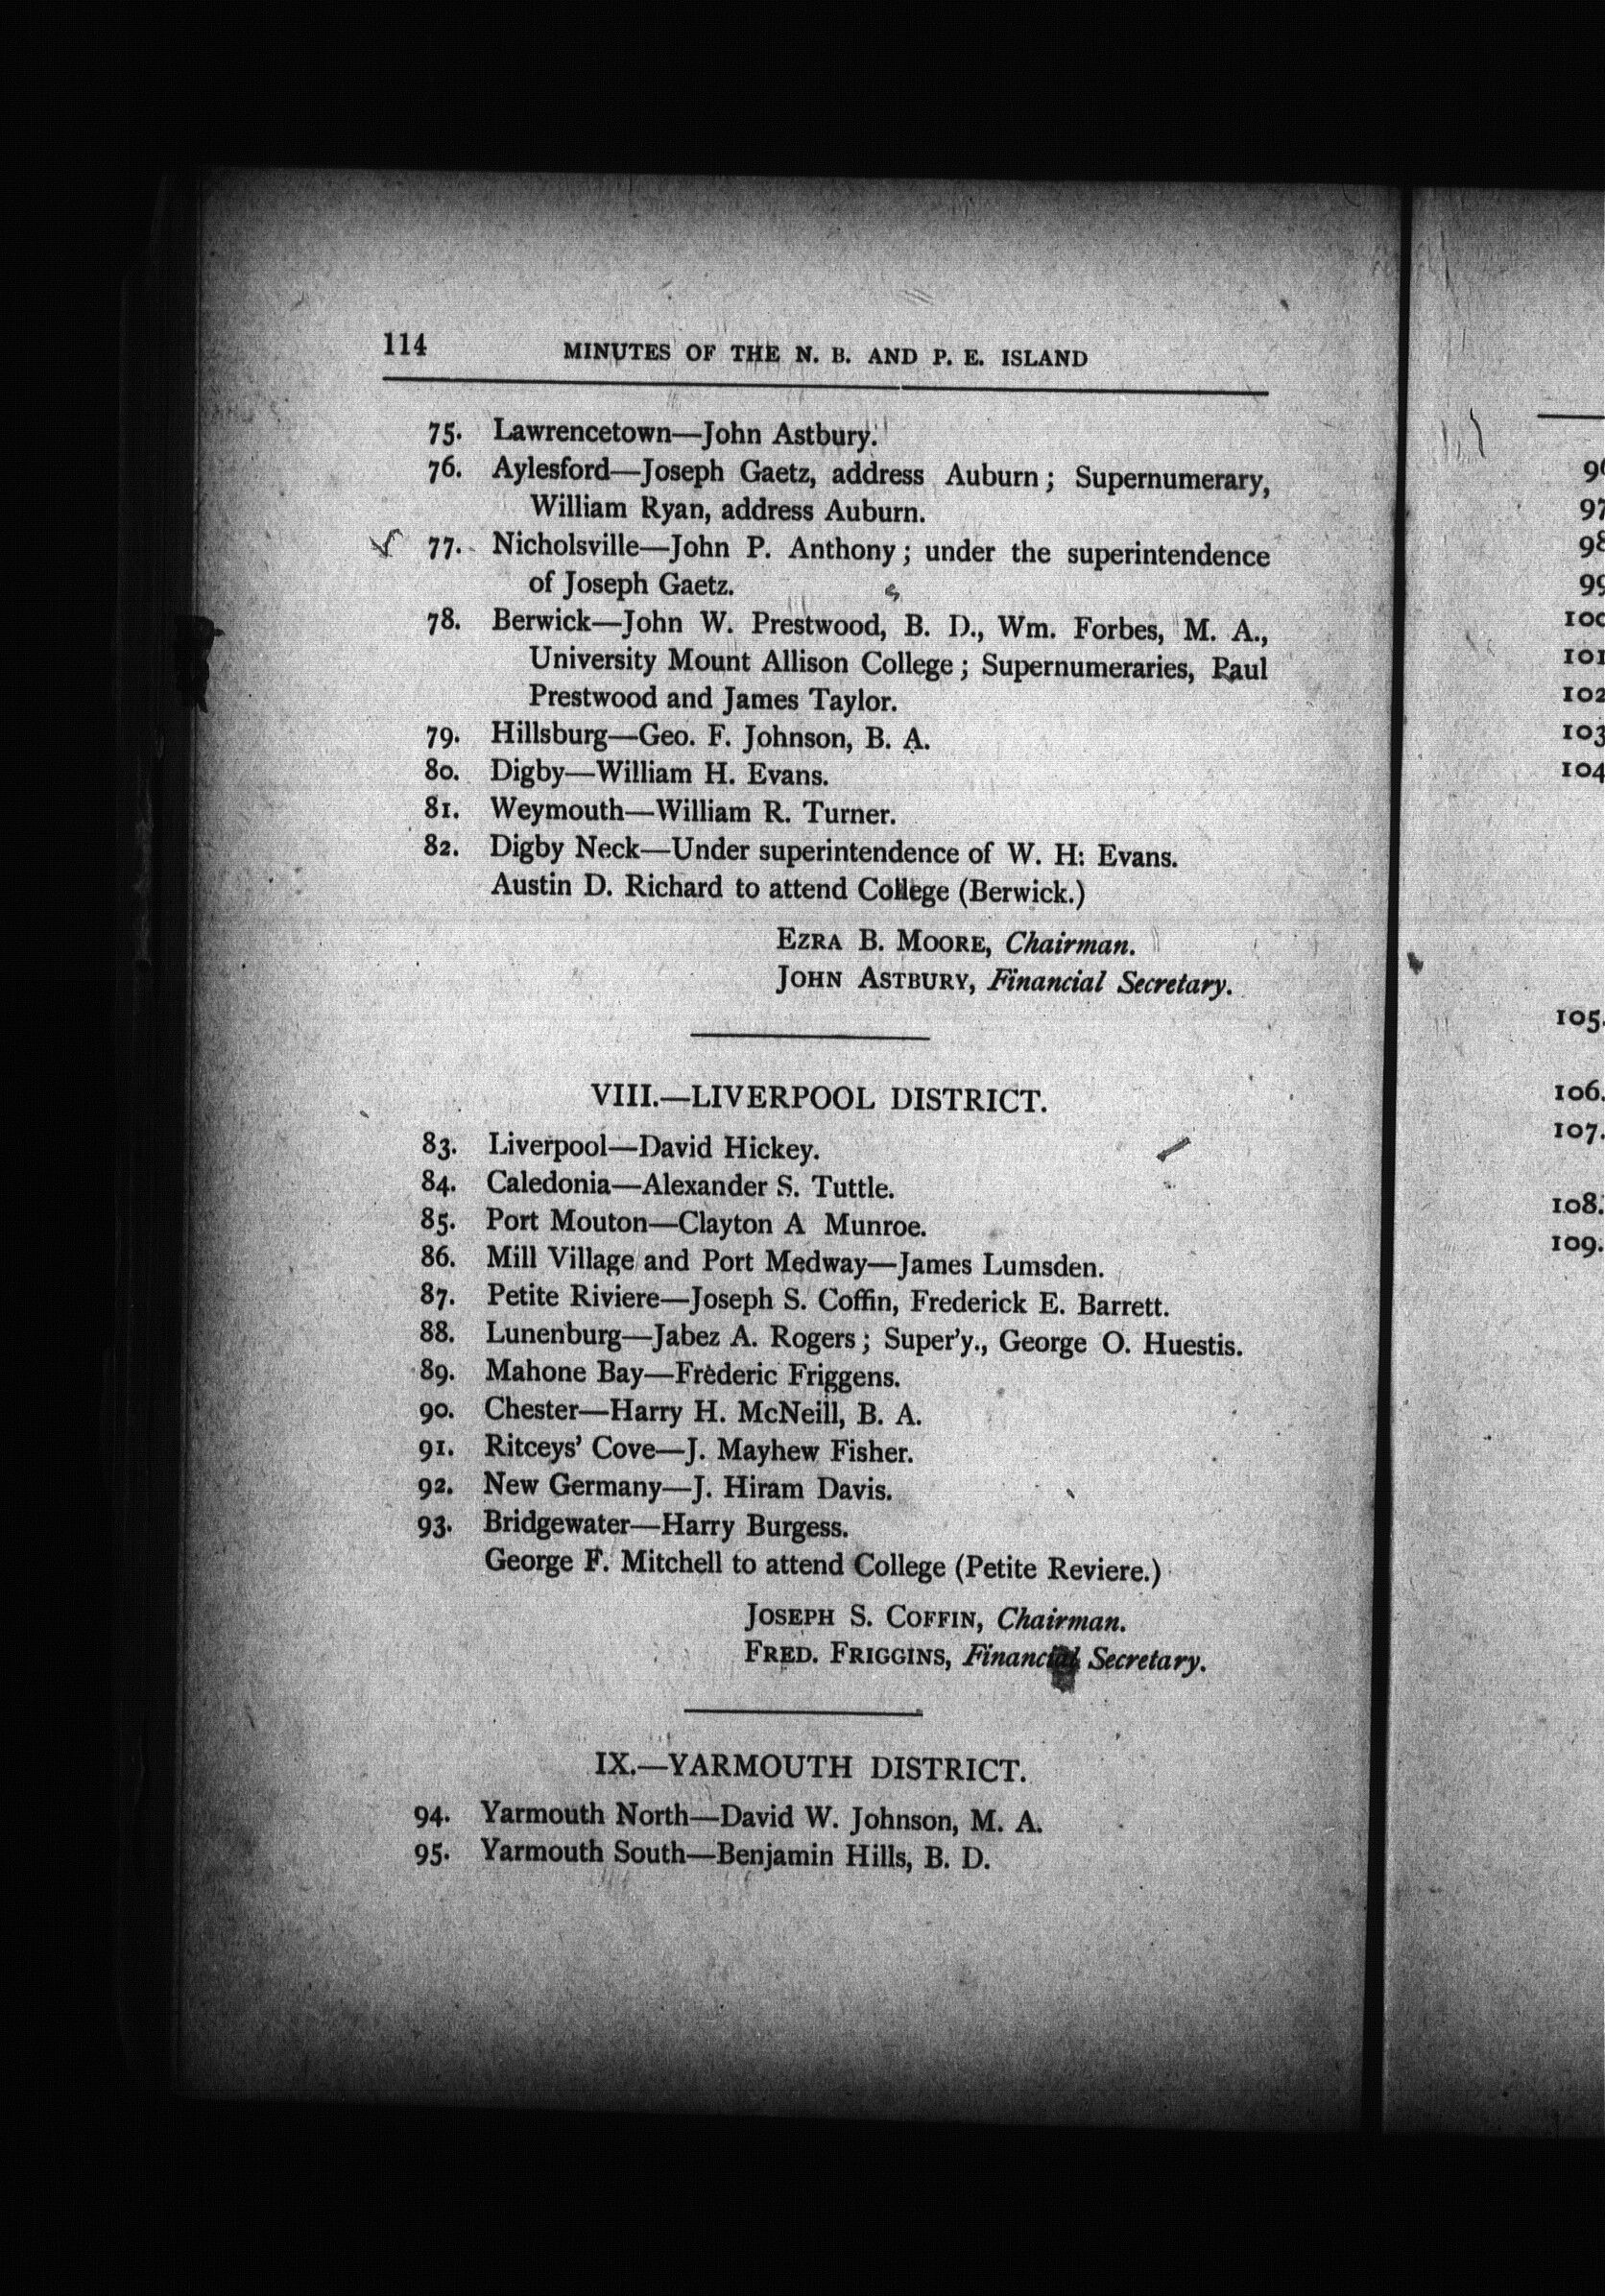 114 MINUTES OF THE N. B. AND P. E. ISLAND
75. Lawrencetown—John Astbury.
76. Aylesford—Joseph Gaetz, address Auburn; Supernumerary,
William Ryan, address Auburn.
77. Nicholsville—John P. Anthony; under the superintendence
of Joseph Gaetz.
78. Berwick—John W. Prestwood, B. D., Wm. Forbes, M. A.,
University Mount Allison College; Supernumeraries, Paul
Prestwood and James Taylor.
79. Hillsburg—Geo. F. Johnson, B. A.
80. Digby—William H. Evans.
81. Weymouth—William R. Turner.
82. Digby Neck—Under superintendence of W. H: Evans.
Austin D. Richard to attend College (Berwick.)
EZRA B. MOORE, Chairman.
JOHN ASTBURY, Financial Secretary.
VIII.—LIVERPOOL DISTRICT.
83. Liverpool—David Hickey.
84. Caledonia—Alexander S. Tuttle.
85. Port Mouton—Clayton A Munroe.
86. Mill Village and Port Medway—James Lumsden.
87. Petite Riviere—Joseph S. Coffin, Frederick E. Barrett.
88. Lunenburg—Jabez A. Rogers; Super'y., George O. Huestis.
89. Mahone Bay—Frederic Friggens.
90. Chester—Harry H. McNeill, B. A.
91. Ritceys' Cove—J. Mayhew Fisher.
92. New Germany—J. Hiram Davis.
93. Bridgewater—Harry Burgess.
George F. Mitchell to attend College (Petite Reviere.)
JOSEPH S. COFFIN, Chairman.
FRED. FRIGGINS, Financial Secretary.
IX.—YARMOUTH DISTRICT.
94. Yarmouth North—David W. Johnson, M. A.
95. Yarmouth South—Benjamin Hills, B. D.
100
101
102
103
104
105.
106.
107.
108.
109.